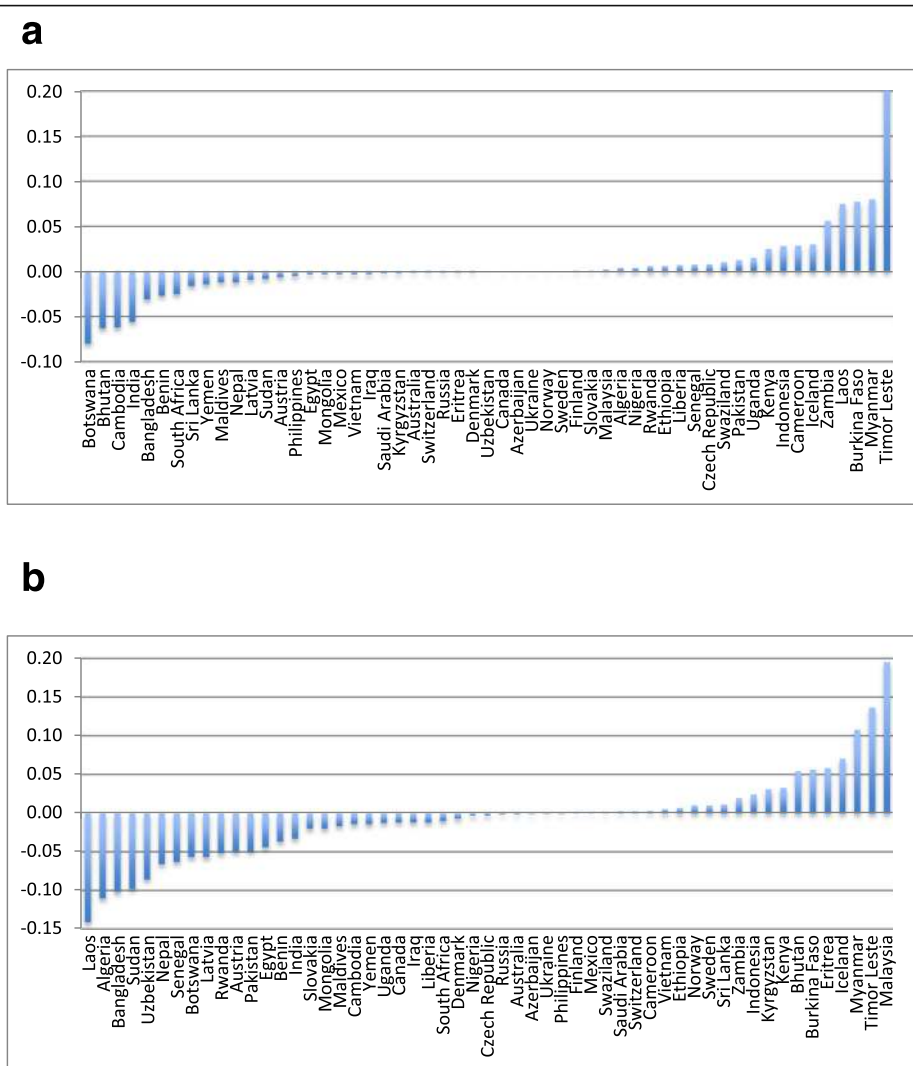 a
0.20
0.15
0.10
0.05
0.00
-0.05
-0.10
Botswana
Bhutan
Cambodia
India
Bangladesh
Benin
South Africa
Sri Lanka
Yemen
Maldives
Nepal
Latvia
Sudan
Austria
Philippines
Egypt
Mongolia
Mexico
Vietnam
Iraq
Saudi Arabia
Kyrgyzstan
Australia
Switzerland
Russia
Eritrea
Denmark
Uzbekistan
Canada
Azerbaijan
Ukraine
Norway
Sweden
Finland
Slovakia
Malaysia
Algeria
Nigeria
Rwanda
Ethiopia
Liberia
Senegal
Czech Republic
Swaziland
Pakistan
Uganda
Kenya
Indonesia
Cameroon
Iceland
Zambia
Laos
Burkina Faso
Myanmar
Timor Leste
b
0.20
0.15
0.10
0.05
0.00
-0.05
-0.10
-0.15
Laos
Algeria
Bangladesh
Sudan
Uzbekistan
Nepal
Senegal
Botswana
Latvia
Rwanda
Austria
Pakistan
Egypt
Benin
India
Slovakia
Mongolia
Maldives
Cambodia
Yemen
Uganda
Canada
Iraq
Liberia
South Africa
Denmark
Nigeria
Czech Republic
Russia
Australia
Azerbaijan
Ukraine
Philippines
Finland
Mexico
Swaziland
Saudi Arabia
Switzerland
Cameroon
Vietnam
Ethiopia
Norway
Sweden
Sri Lanka
Zambia
Indonesia
Kyrgyzstan
Kenya
Bhutan
Burkina Faso
Eritrea
Iceland
Myanmar
Timor Leste
Malaysia